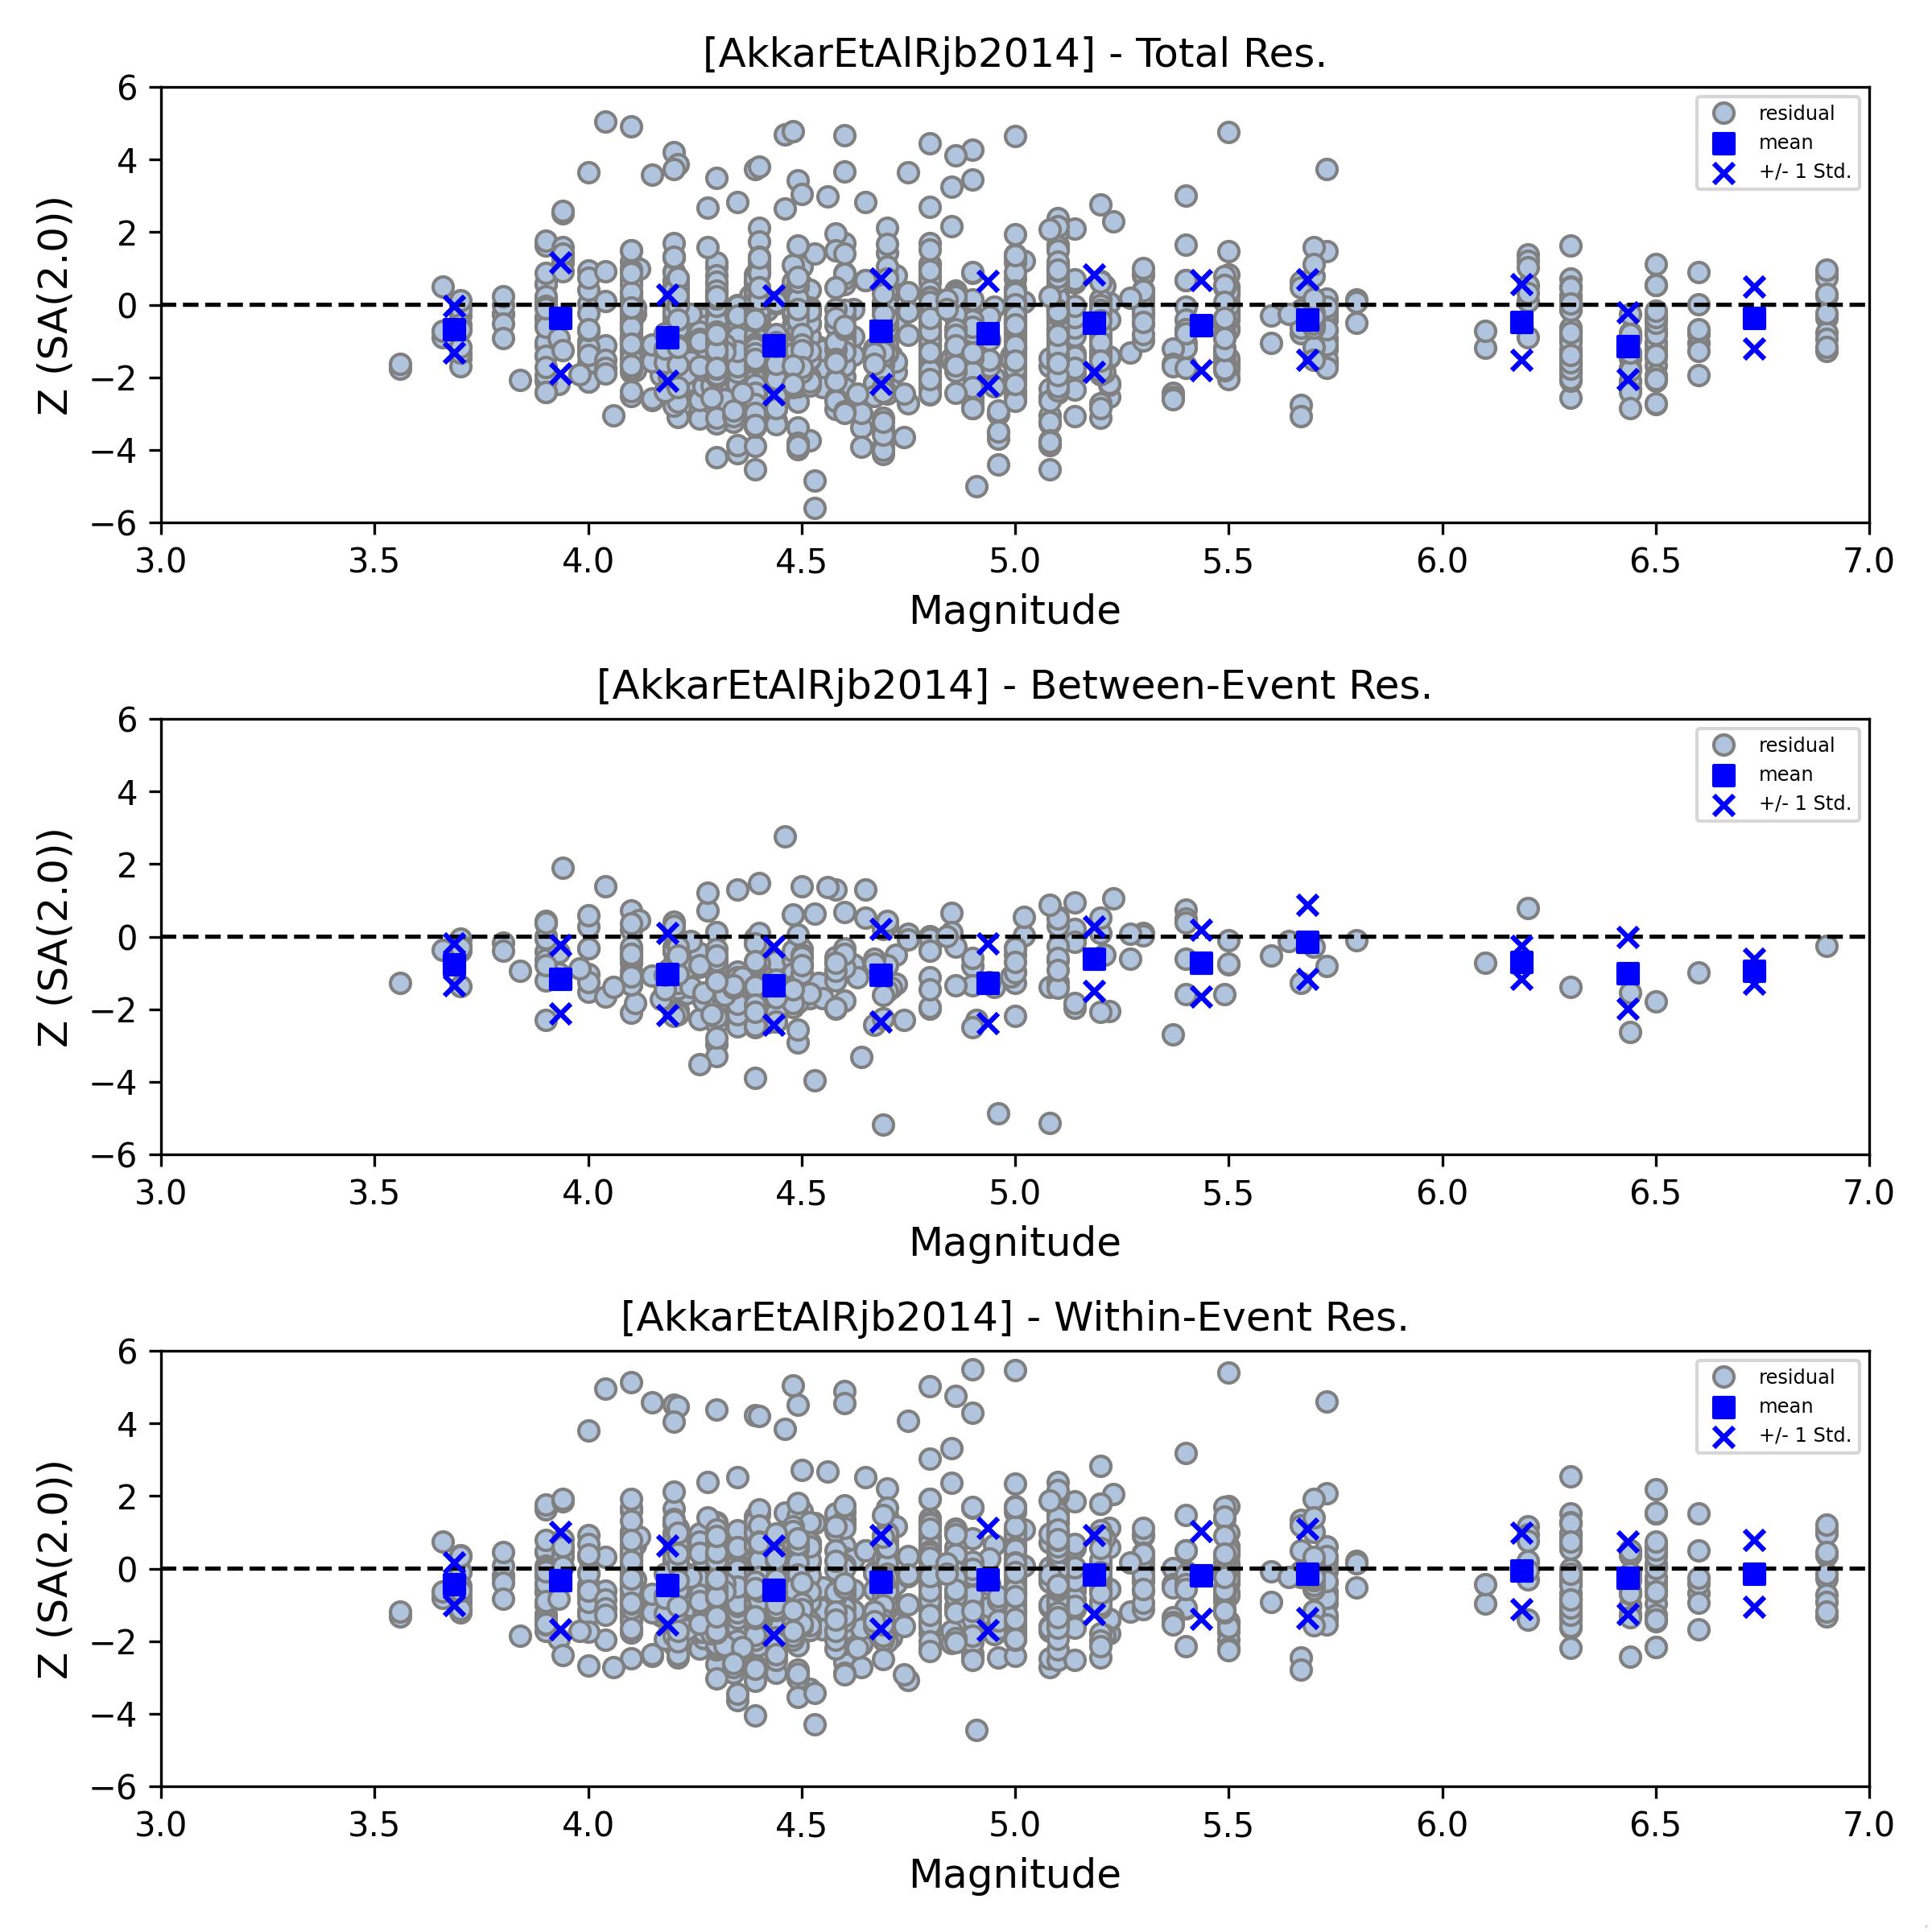 [AkkarEtAlRjb2014] - Total Res.
6
4
2
0
−2
−4
−6
Z (SA(2.0))
residual
mean
+/- 1 Std.
3.0 3.5 4.0 4.5 5.0 5.5 6.0 6.5 7.0
Magnitude
[AkkarEtAlRjb2014] - Between-Event Res.
6
4
2
0
−2
−4
−6
Z (SA(2.0))
residual
mean
+/- 1 Std.
3.0 3.5 4.0 4.5 5.0 5.5 6.0 6.5 7.0
Magnitude
[AkkarEtAlRjb2014] - Within-Event Res.
6
4
2
0
−2
−4
−6
Z (SA(2.0))
residual
mean
+/- 1 Std.
3.0 3.5 4.0 4.5 5.0 5.5 6.0 6.5 7.0
Magnitude